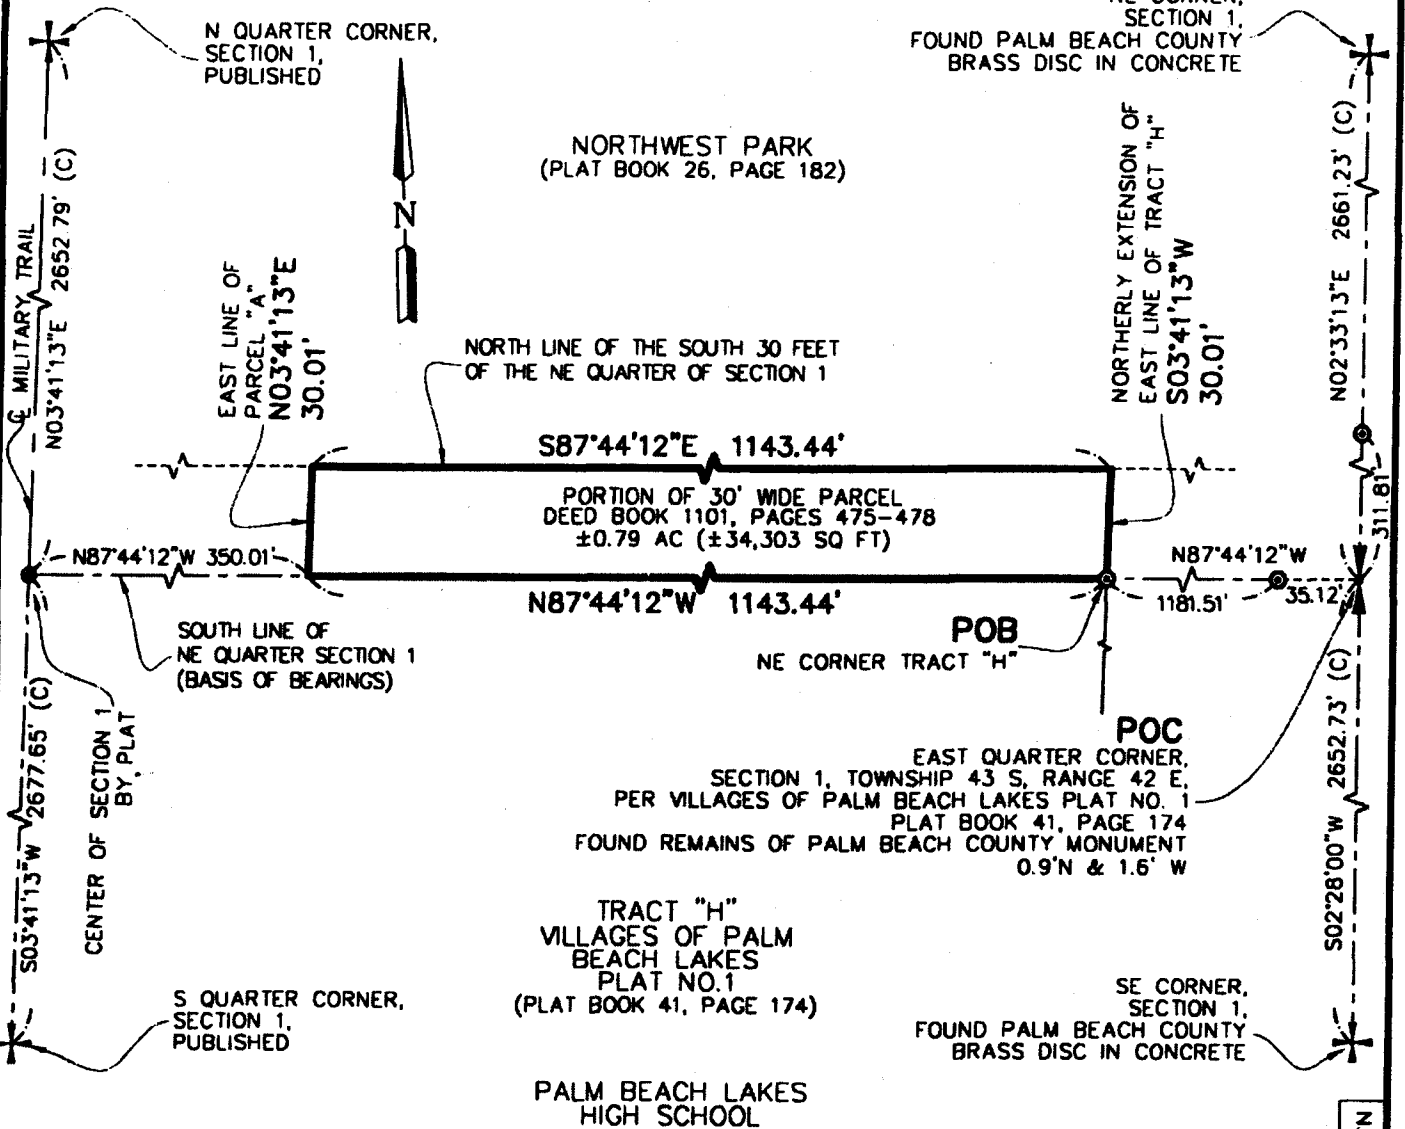 N QUARTER CORNER,
SECTION 1,
PUBLISHED
NE CORNER,
SECTION 1,
FOUND PALM BEACH COUNTY
BRASS DISC IN CONCRETE
NORTHWEST PARK
(PLAT BOOK 26, PAGE 182)
N
℄ MILITARY TRAIL
N03°41'13"E 2652.79' (C)
EAST LINE OF
PARCEL "A"
N03°41'13"E
30.01'
NORTH LINE OF THE SOUTH 30 FEET
OF THE NE QUARTER OF SECTION 1
NORTHERLY EXTENSION OF
EAST LINE OF TRACT "H"
S03°41'13"W
30.01'
N02°33'13"E 2661.23' (C)
311.81'
S87°44'12"E 1143.44'
PORTION OF 30' WIDE PARCEL
DEED BOOK 1101, PAGES 475-478
±0.79 AC (±34,303 SQ FT)
N87°44'12"W 1143.44'
N87°44'12"W 350.01'
N87°44'12"W
1181.51'
35.12'
SOUTH LINE OF
NE QUARTER SECTION 1
(BASIS OF BEARINGS)
POB
NE CORNER TRACT "H"
CENTER OF SECTION 1
BY, PLAT
S03°41'13"W 2677.65' (C)
POC
EAST QUARTER CORNER,
SECTION 1, TOWNSHIP 43 S, RANGE 42 E,
PER VILLAGES OF PALM BEACH LAKES PLAT NO. 1
PLAT BOOK 41, PAGE 174
FOUND REMAINS OF PALM BEACH COUNTY MONUMENT
0.9'N & 1.6' W
S02°28'00"W 2652.73' (C)
TRACT "H"
VILLAGES OF PALM
BEACH LAKES
PLAT NO.1
(PLAT BOOK 41, PAGE 174)
S QUARTER CORNER,
SECTION 1,
PUBLISHED
SE CORNER,
SECTION 1,
FOUND PALM BEACH COUNTY
BRASS DISC IN CONCRETE
PALM BEACH LAKES
HIGH SCHOOL